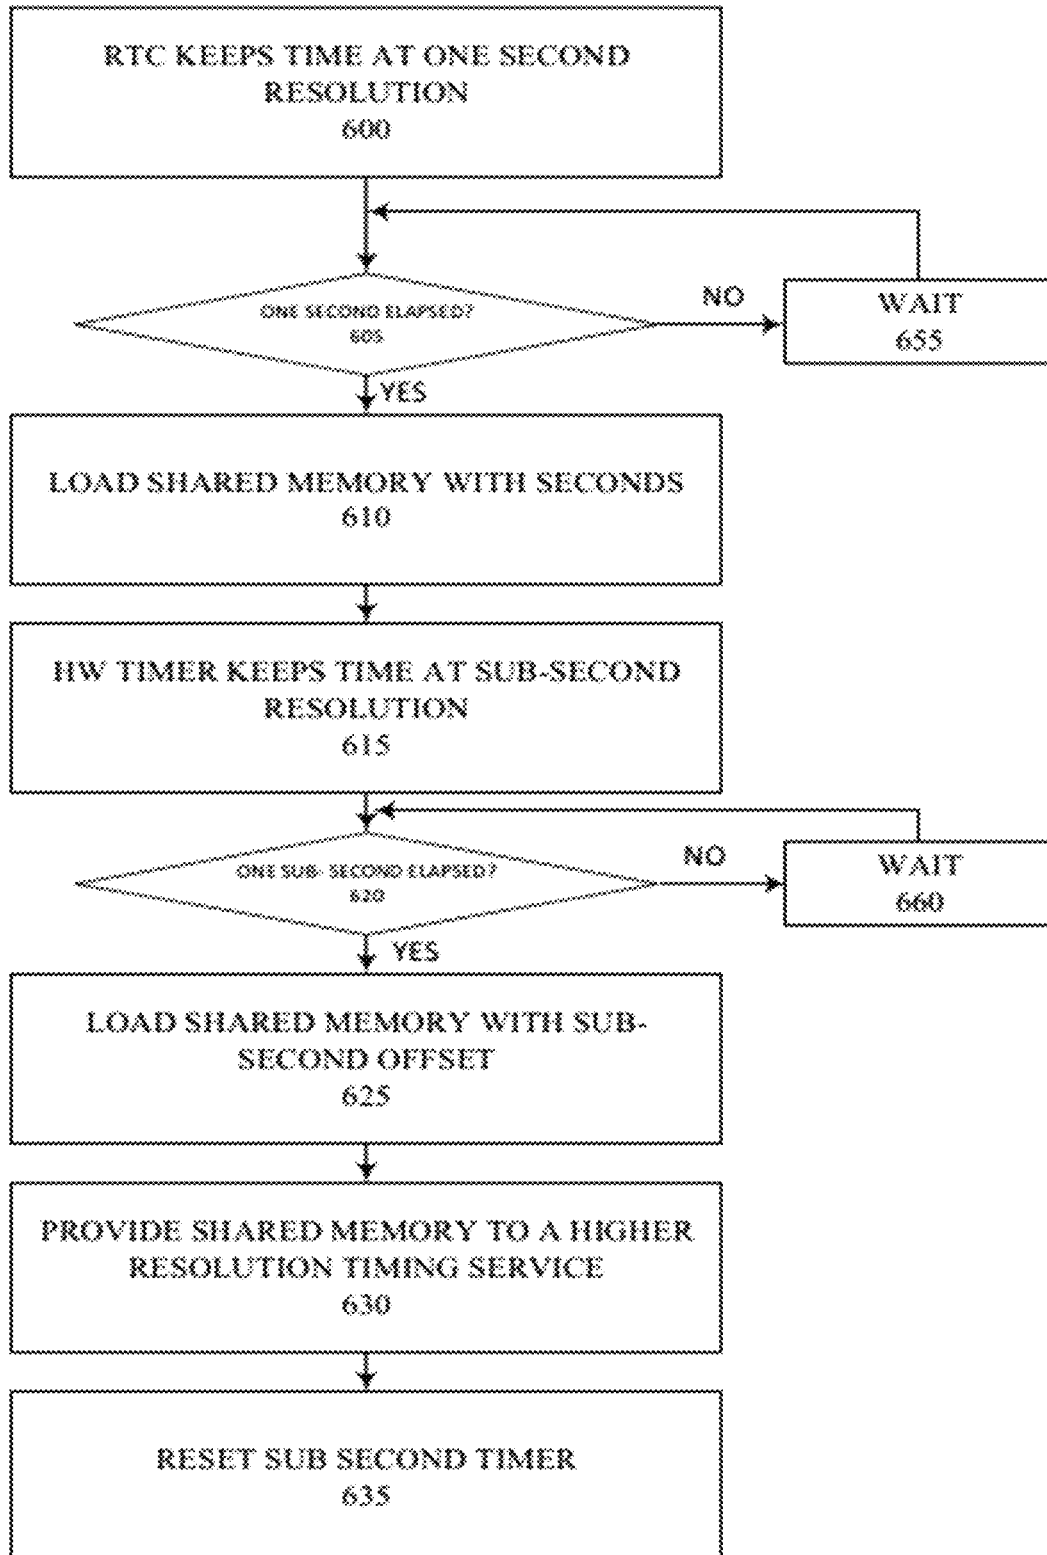 RTC KEEPS TIME AT ONE SECOND
RESOLUTION
600
ONE SECOND ELAPSED?
605
NO
WAIT
655
YES
LOAD SHARED MEMORY WITH SECONDS
610
HW TIMER KEEPS TIME AT SUB-SECOND
RESOLUTION
615
ONE SUB- SECOND ELAPSED?
620
NO
WAIT
660
YES
LOAD SHARED MEMORY WITH SUB-
SECOND OFFSET
625
PROVIDE SHARED MEMORY TO A HIGHER
RESOLUTION TIMING SERVICE
630
RESET SUB SECOND TIMER
635